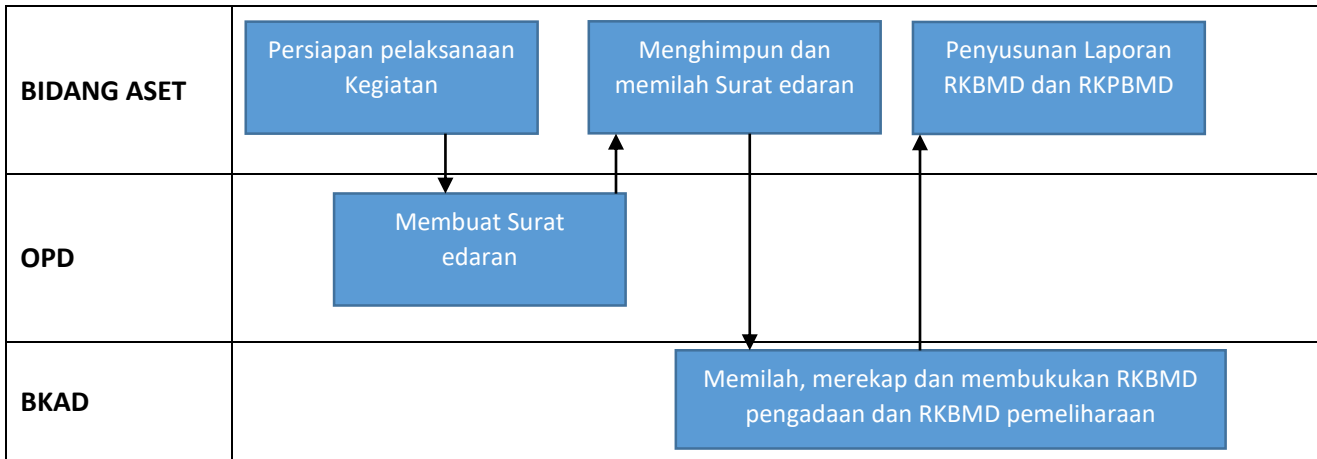 BIDANG ASET
Persiapan pelaksanaan
Kegiatan
Menghimpun dan
memilah Surat edaran
Penyusunan Laporan
RKBMD dan RKPBMD
OPD
Membuat Surat
edaran
BKAD
Memilah, merekap dan membukukan RKBMD
pengadaan dan RKBMD pemeliharaan